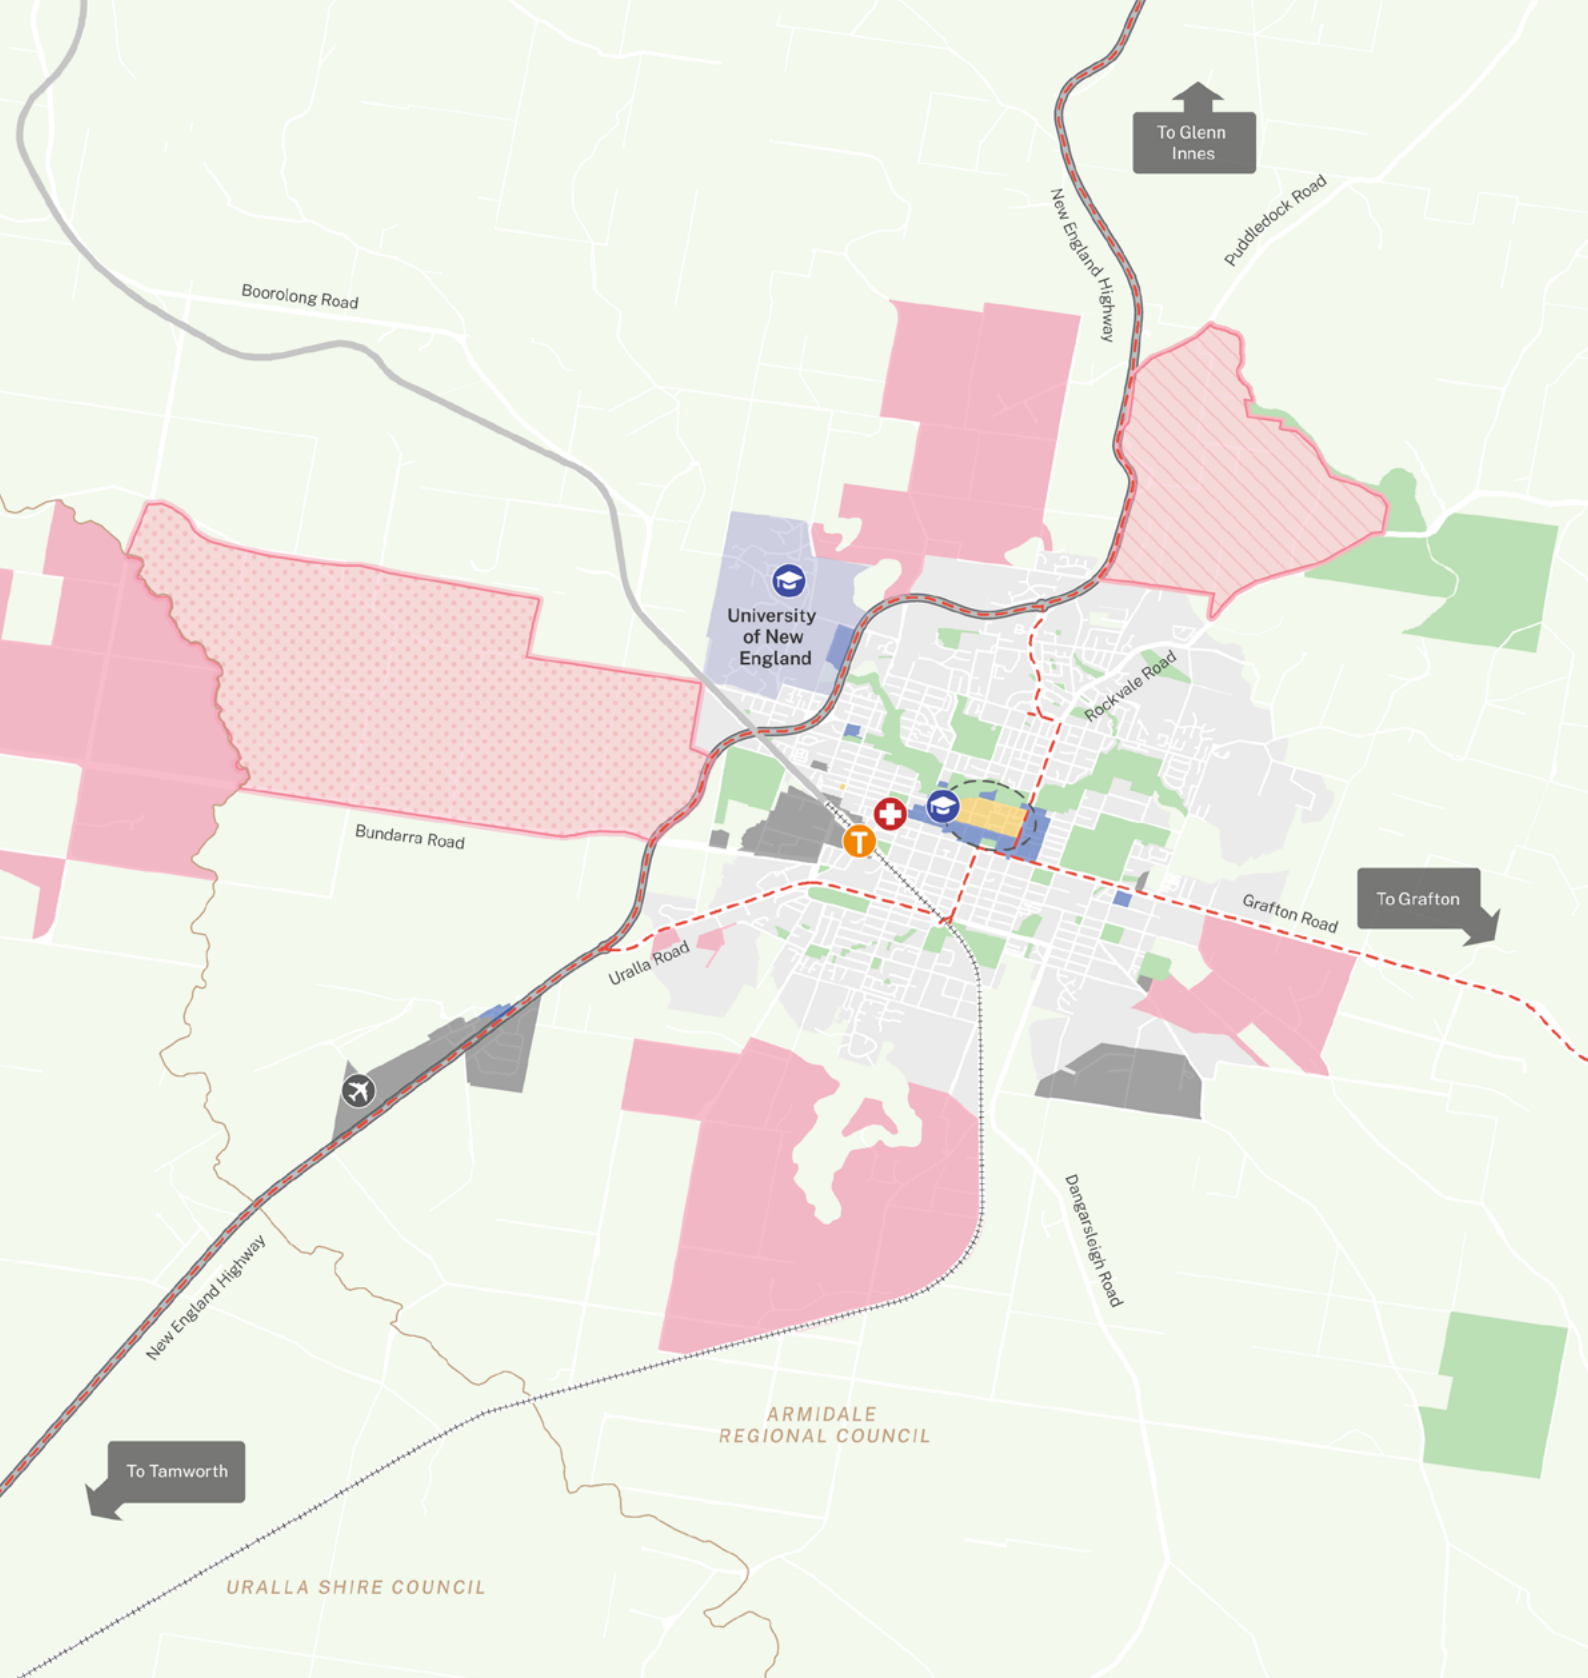 To Glenn
Innes
Puddledock Road
New England Highway
Boorolong Road
University
of New
England
Rockvale Road
Bundarra Road
T
To Grafton
Grafton Road
Uralla Road
Dangarsleigh Road
New England Highway
ARMIDALE
REGIONAL COUNCIL
To Tamworth
URALLA SHIRE COUNCIL